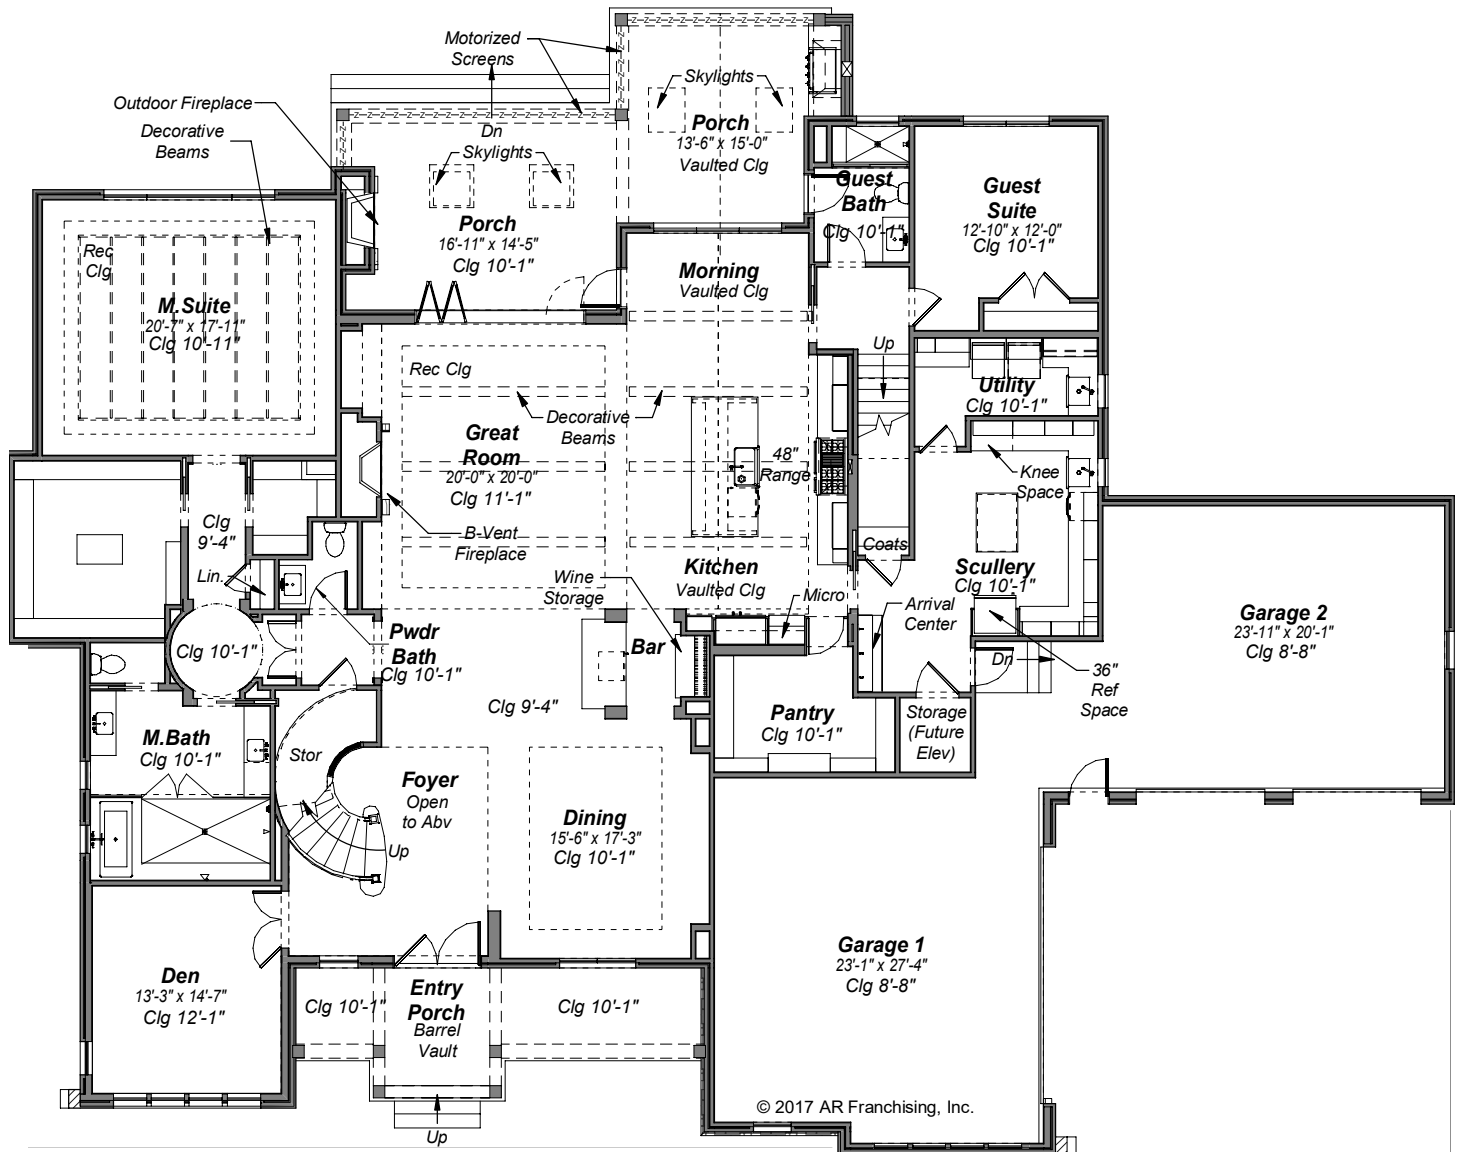 Motorized
Screens
Outdoor Fireplace
Decorative
Beams
Skylights
Porch
13'-6" x 15'-0"
Vaulted Clg
Dn
Skylights
Porch
16'-11" x 14'-5"
Clg 10'-1"
Guest
Bath
Clg 10'-1"
Guest
Suite
12'-10" x 12'-0"
Clg 10'-1"
Rec
Clg
M.Suite
20'-7" x 17'-11"
Clg 10'-11"
Morning
Vaulted Clg
Rec Clg
Up
Utility
Clg 10'-1"
Decorative
Beams
Great
Room
20'-0" x 20'-0"
Clg 11'-1"
48"
Range
Knee
Space
Clg
9'-4"
B-Vent
Fireplace
Coats
Lin.
Wine
Storage
Kitchen
Vaulted Clg
Micro
Scullery
Clg 10'-1"
Arrival
Center
Garage 2
23'-11" x 20'-1"
Clg 8'-8"
Clg 10'-1"
Pwdr
Bath
Clg 10'-1"
Bar
Dn
36"
Ref
Space
Clg 9'-4"
Pantry
Clg 10'-1"
Storage
(Future
Elev)
M.Bath
Clg 10'-1"
Stor
Foyer
Open
to Abv
Up
Dining
15'-6" x 17'-3"
Clg 10'-1"
Den
13'-3" x 14'-7"
Clg 12'-1"
Clg 10'-1"
Entry
Porch
Barrel
Vault
Clg 10'-1"
Garage 1
23'-1" x 27'-4"
Clg 8'-8"
© 2017 AR Franchising, Inc.
Up